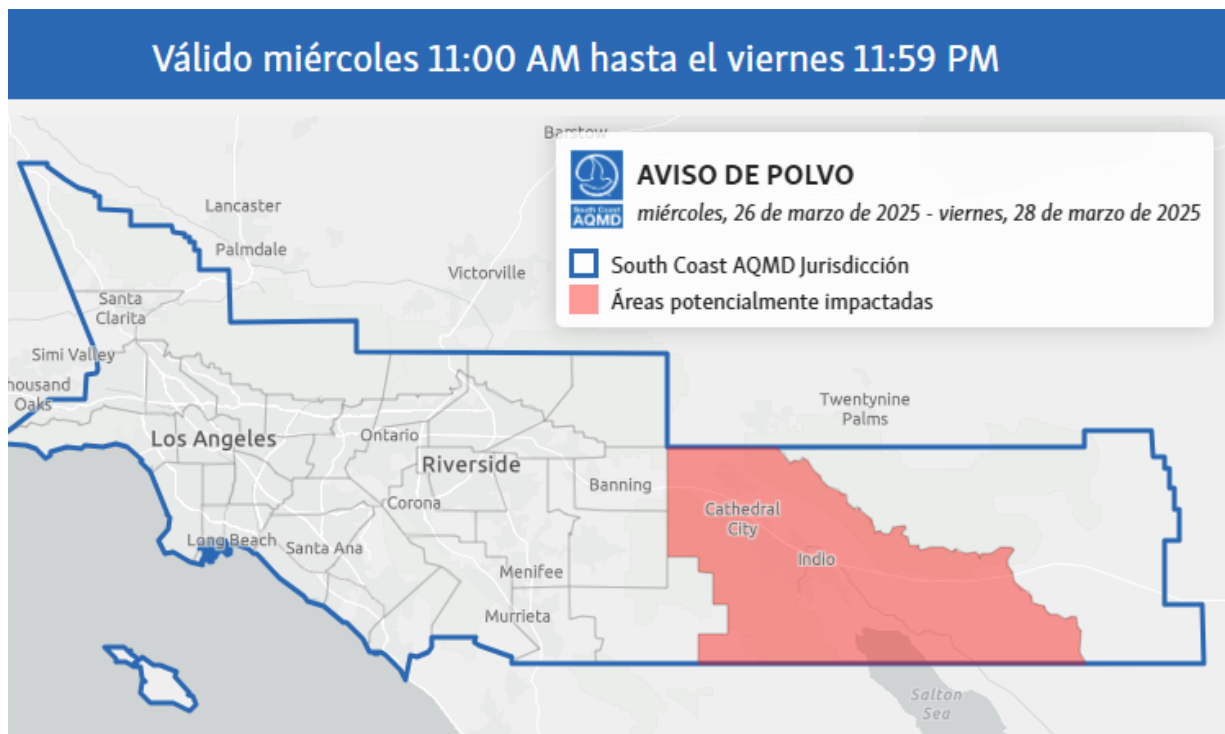 Válido miércoles 11:00 AM hasta el viernes 11:59 PM
Barstow
AVISO DE POLVO
South Coast
AQMD
miércoles, 26 de marzo de 2025 - viernes, 28 de marzo de 2025
South Coast AQMD Jurisdicción
Áreas potencialmente impactadas
Lancaster
Palmdale
Victorville
Santa
Clarita
Simi Valley
housand
Oaks
Twentynine
Palms
Los Angeles
Ontario
Riverside
Banning
Corona
Cathedral
City
Long Beach
Santa Ana
Indio
Menifee
Murrieta
Salton
Sea